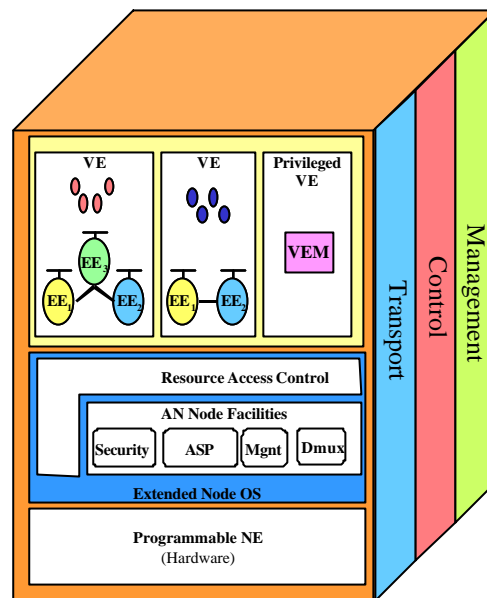 VE
VE
Privileged
VE
EE3
EE1
EE2
EE1
EE2
VEM
Resource Access Control
AN Node Facilities
Security
ASP
Mgnt
Dmux
Extended Node OS
Programmable NE
(Hardware)
Transport
Control
Management